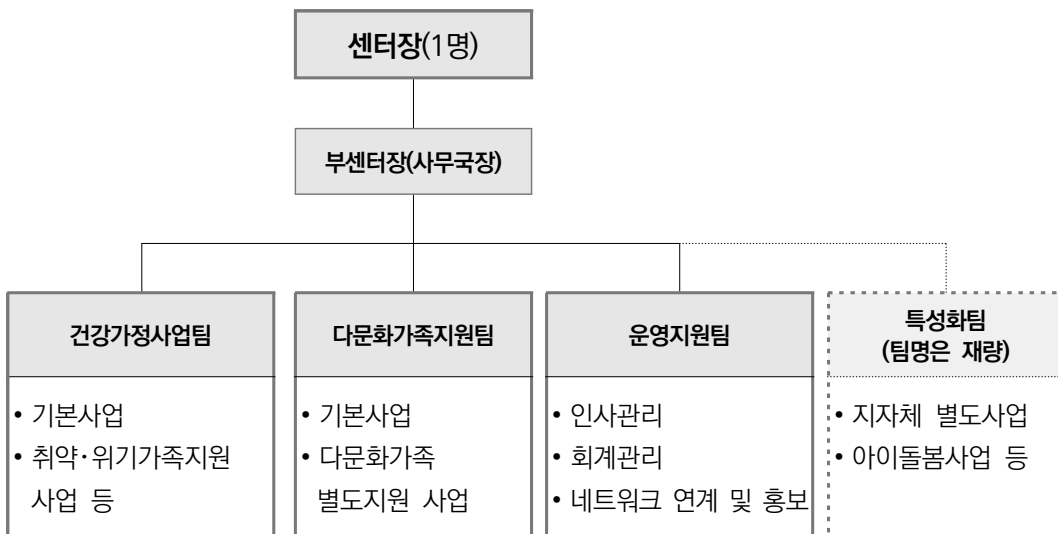 센터장(1명)
부센터장(사무국장)
건강가정사업팀
• 기본사업
• 취약·위기가족지원
사업 등
다문화가족지원팀
• 기본사업
• 다문화가족
별도지원 사업
운영지원팀
• 인사관리
• 회계관리
• 네트워크 연계 및 홍보
특성화팀
(팀명은 재량)
• 지자체 별도사업
• 아이돌봄사업 등